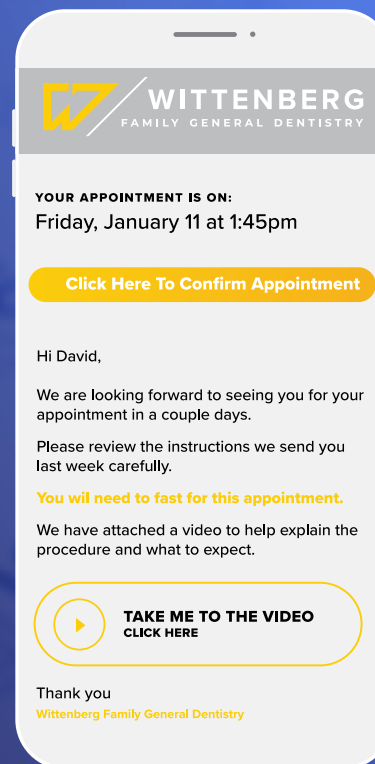 WITTENBERG
FAMILY GENERAL DENTISTRY
YOUR APPOINTMENT IS ON:
Friday, January 11 at 1:45pm
Click Here To Confirm Appointment
Hi David,
We are looking forward to seeing you for your
appointment in a couple days.
Please review the instructions we send you
last week carefully.
You wil need to fast for this appointment.
We have attached a video to help explain the
procedure and what to expect.
TAKE ME TO THE VIDEO
CLICK HERE
Thank you
Wittenberg Family General Dentistry